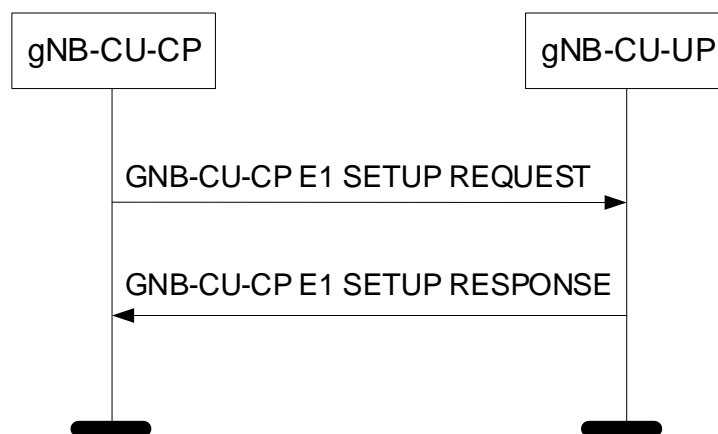 gNB-CU-CP
gNB-CU-UP
GNB-CU-CP E1 SETUP REQUEST
GNB-CU-CP E1 SETUP RESPONSE